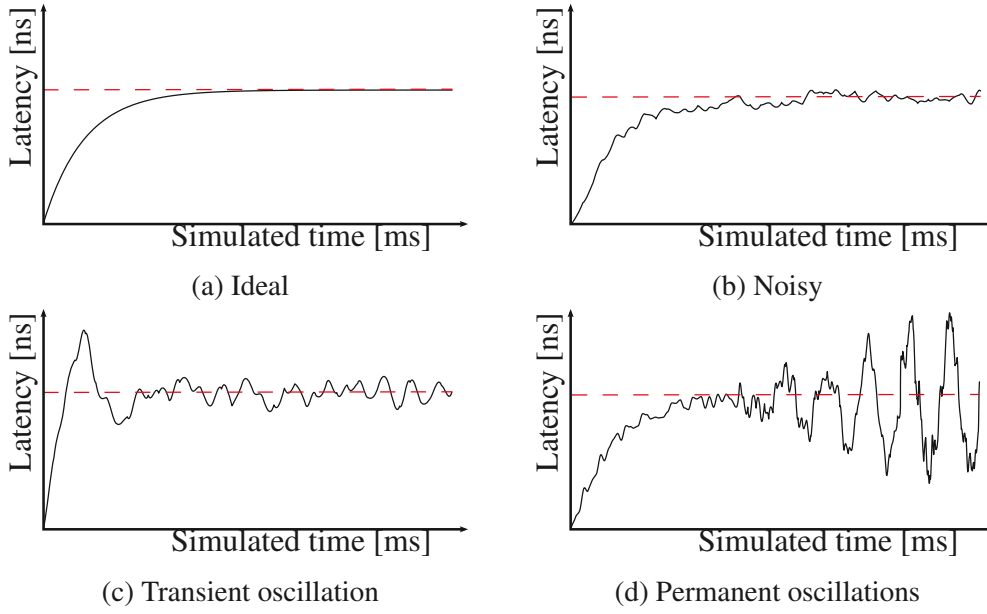 Latency [ns]
Simulated time [ms]
(a) Ideal
Latency [ns]
Simulated time [ms]
(b) Noisy
Latency [ns]
Simulated time [ms]
(c) Transient oscillation
Latency [ns]
Simulated time [ms]
(d) Permanent oscillations